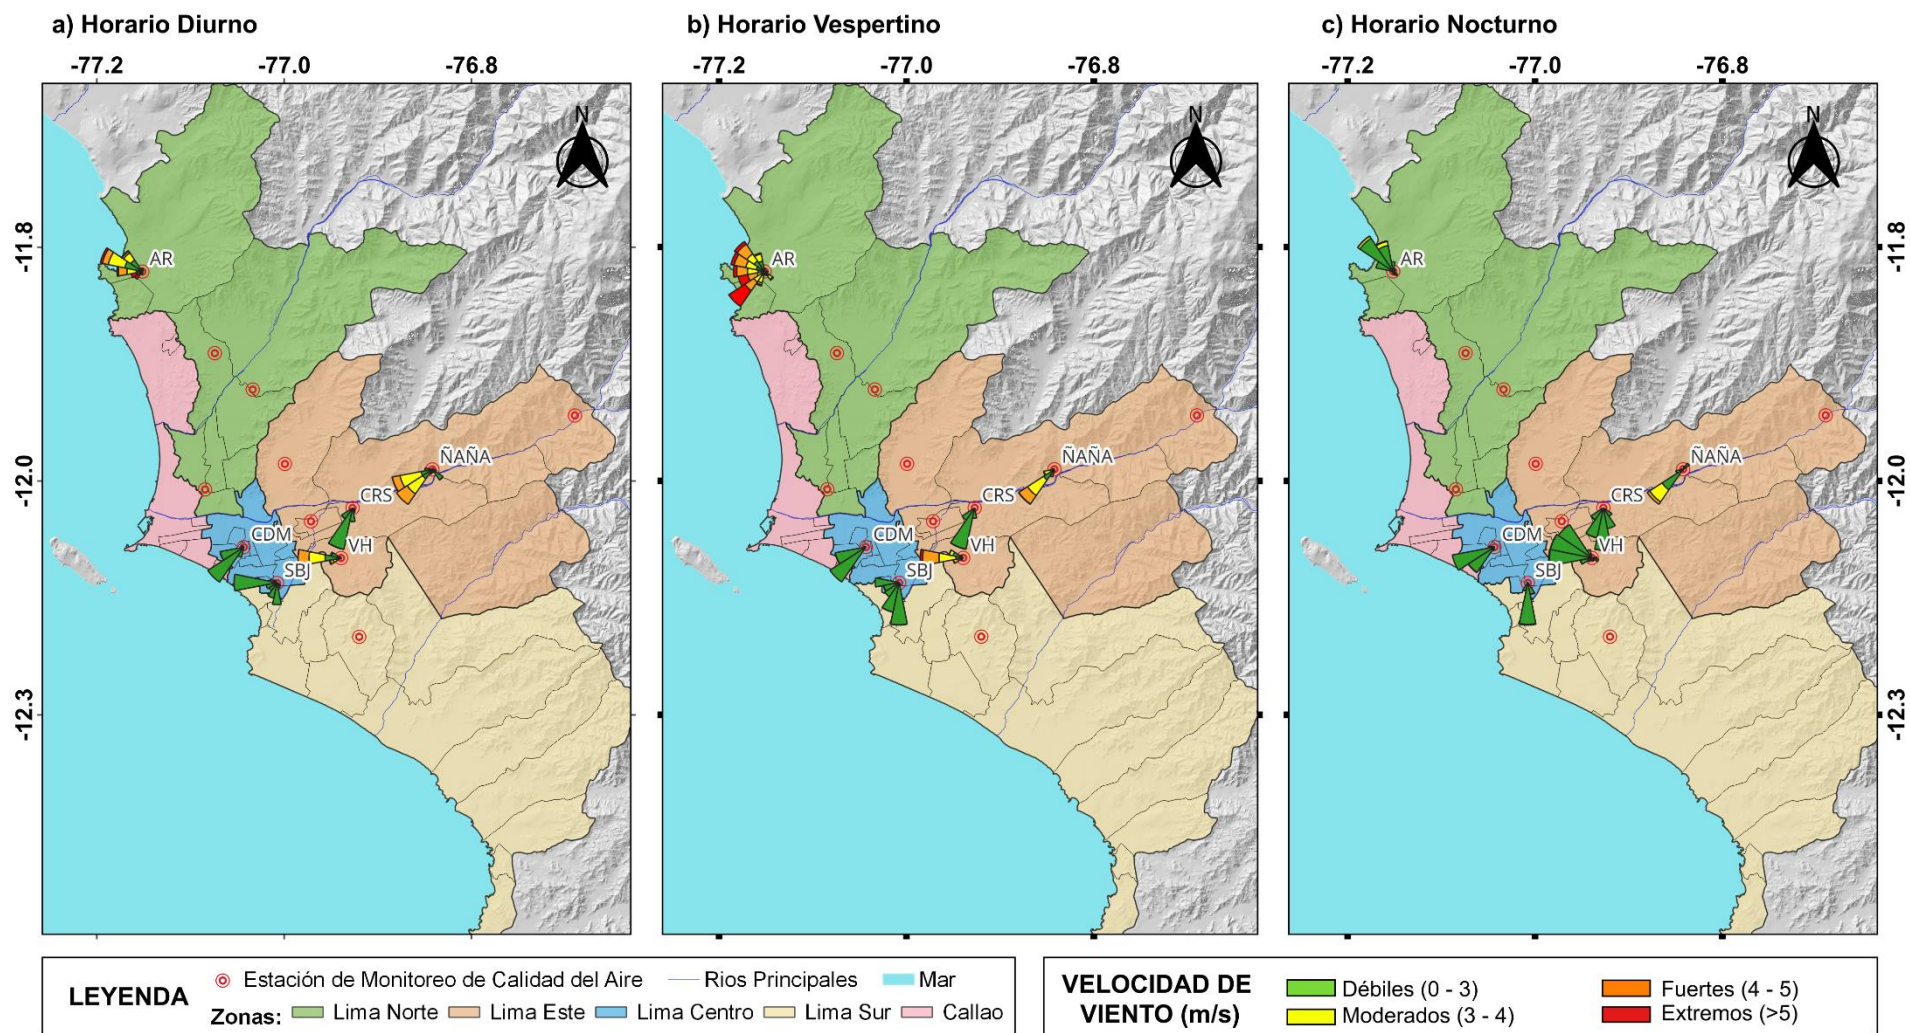 a) Horario Diurno
b) Horario Vespertino
c) Horario Nocturno
-77.2 -77.0 -76.8
-77.2 -77.0 -76.8
-77.2 -77.0 -76.8
N
N
N
-11.8
-11.8
AR
AR
AR
ÑAÑA
ÑAÑA
ÑAÑA
-12.0
-12.0
CRS
CRS
CRS
CDM
CDM
CDM
VH
VH
VH
SBJ
SBJ
SBJ
-12.3
-12.3
LEYENDA
Estación de Monitoreo de Calidad del Aire Rios Principales Mar
Zonas: Lima Norte Lima Este Lima Centro Lima Sur Callao
VELOCIDAD DE
VIENTO (m/s)
Débiles (0 - 3) Fuertes (4 - 5)
Moderados (3 - 4) Extremos (>5)